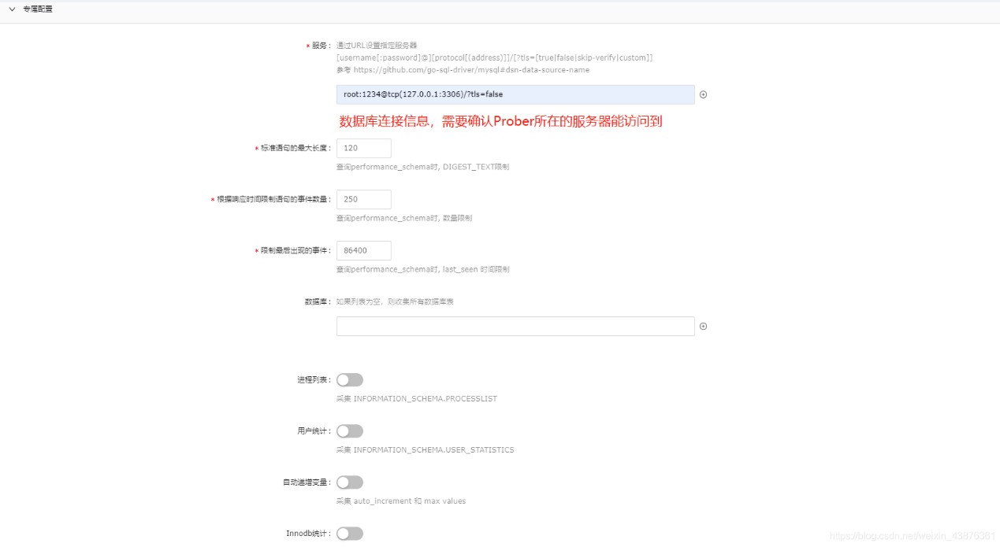 专属配置
* 服务： 通过URL设置指定服务器
[username[:password]@][protocol[(address)]]/[?tls=[true|false|skip-verify|custom]]
参考 https://github.com/go-sql-driver/mysql#dsn-data-source-name
root:1234@tcp(127.0.0.1:3306)/?tls=false
数据库连接信息，需要确认Prober所在的服务器能访问到
* 标准语句的最大长度： 120
查询performance_schema时, DIGEST_TEXT限制
* 根据响应时间限制语句的事件数量： 250
查询performance_schema时, 数量限制
* 限制最后出现的事件： 86400
查询performance_schema时, last_seen 时间限制
数据库： 如果列表为空，则收集所有数据库表
进程列表：
采集 INFORMATION_SCHEMA.PROCESSLIST
用户统计：
采集 INFORMATION_SCHEMA.USER_STATISTICS
自动递增变量：
采集 auto_increment 和 max values
Innodb统计：
https://blog.csdn.net/weixin_43876361